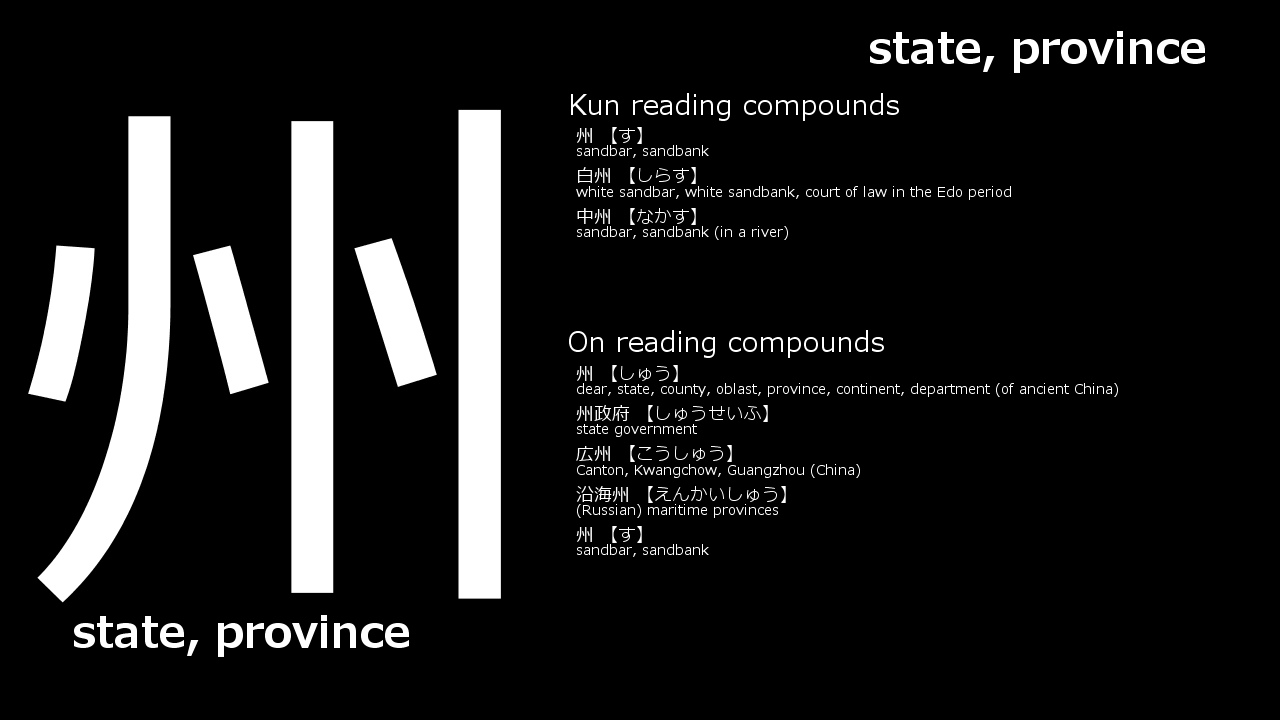 state, province
州
state, province
Kun reading compounds
州 【す】
sandbar, sandbank
白州 【しらす】
white sandbar, white sandbank, court of law in the Edo period
中州 【なかす】
sandbar, sandbank (in a river)
On reading compounds
州 【しゅう】
dear, state, county, oblast, province, continent, department (of ancient China)
州政府 【しゅうせいふ】
state government
広州 【こうしゅう】
Canton, Kwangchow, Guangzhou (China)
沿海州 【えんかいしゅう】
(Russian) maritime provinces
州 【す】
sandbar, sandbank